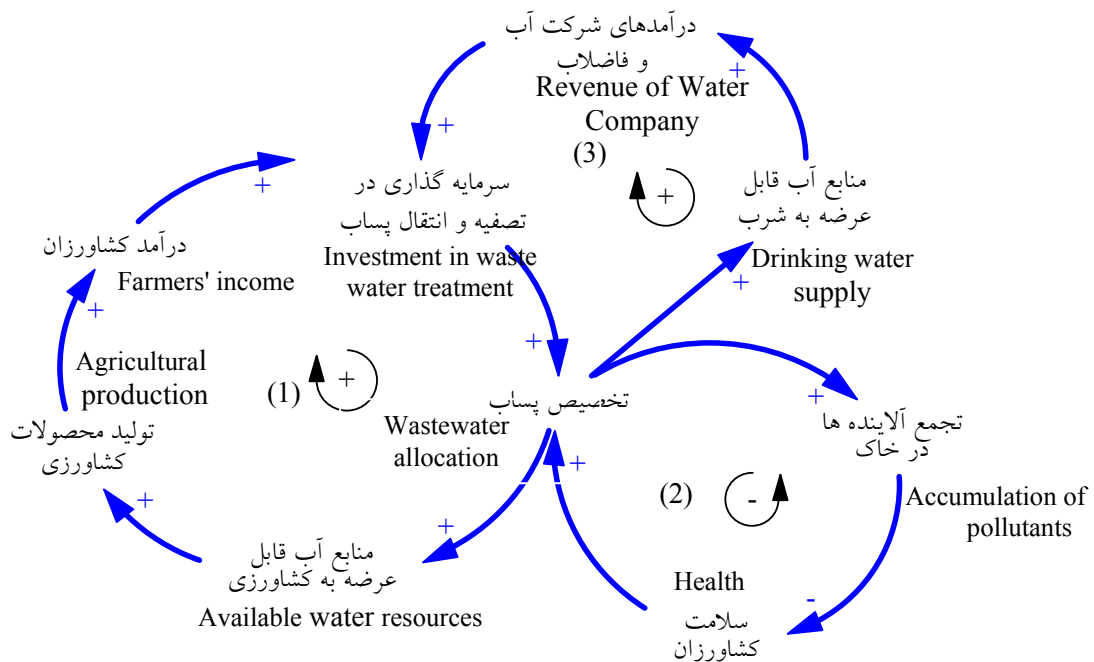 درآمدهای شرکت آب
و فاضلاب
Revenue of Water
Company
+
+
(3)
+
منابع آب قابل
عرضه به شرب
Drinking water
supply
+
سرمایه گذاری در
تصفیه و انتقال پساب
Investment in waste
water treatment
+
+
درآمد کشاورزان
Farmers' income
+
Agricultural
production
تولید محصولات
کشاورزی
(1)
+
تخصیص پساب
Wastewater
allocation
+
تجمع آلاینده ها
در خاک
Accumulation of
pollutants
(2)
-
+
+
+
منابع آب قابل
عرضه به کشاورزی
Available water resources
Health
سلامت
کشاورزان
-